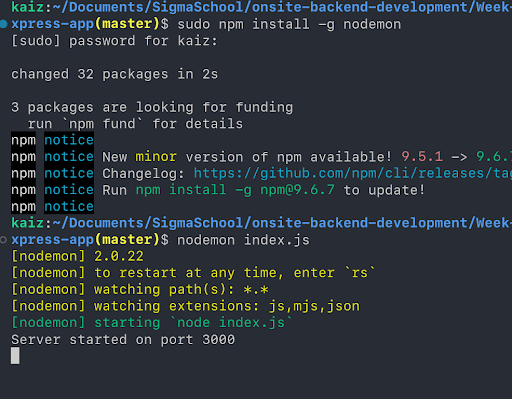 kaiz:~/Documents/SigmaSchool/onsite-backend-development/Week-
xpress-app(master)$ sudo npm install -g nodemon
[sudo] password for kaiz:
changed 32 packages in 2s
3 packages are looking for funding
  run `npm fund` for details
npm notice
npm notice New minor version of npm available! 9.5.1 -> 9.6.7
npm notice Changelog: https://github.com/npm/cli/releases/tag
npm notice Run npm install -g npm@9.6.7 to update!
npm notice
kaiz:~/Documents/SigmaSchool/onsite-backend-development/Week-
xpress-app(master)$ nodemon index.js
[nodemon] 2.0.22
[nodemon] to restart at any time, enter `rs`
[nodemon] watching path(s): *.*
[nodemon] watching extensions: js,mjs,json
[nodemon] starting `node index.js`
Server started on port 3000